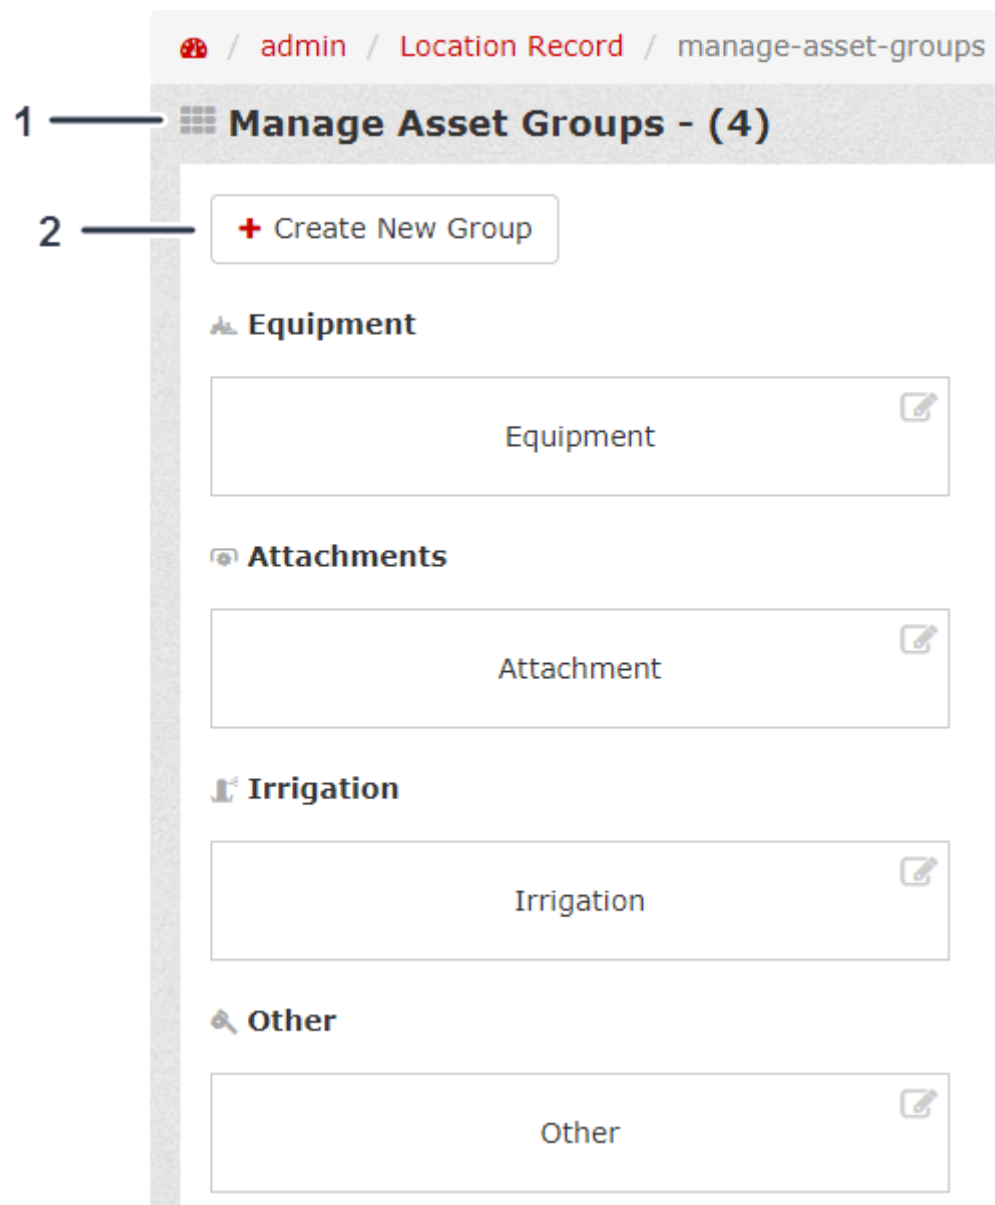 / admin / Location Record / manage-asset-groups
1 Manage Asset Groups - (4)
2 + Create New Group
Equipment
Equipment
Attachments
Attachment
Irrigation
Irrigation
Other
Other